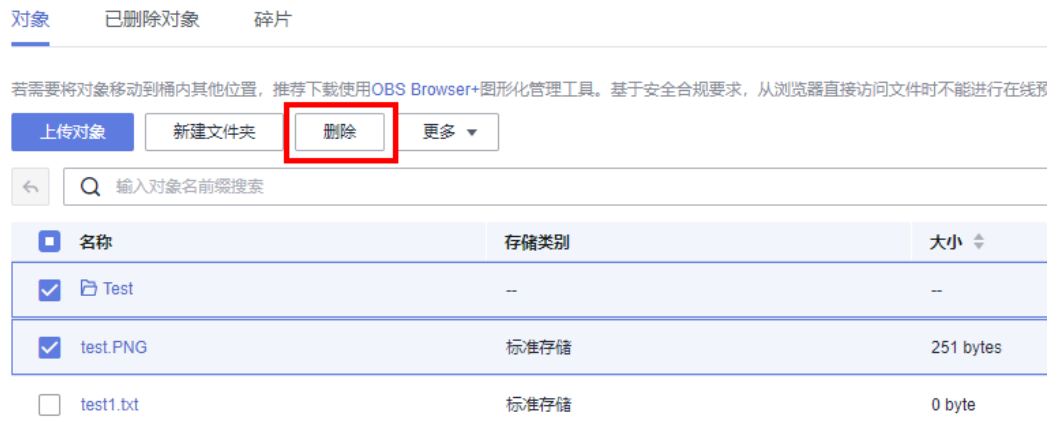 对象 已删除对象 碎片
若需要将对象移动到桶内其他位置，推荐下载使用OBS Browser+图形化管理工具。基于安全合规要求，从浏览器直接访问文件时不能进行在线预
上传对象 新建文件夹 删除 更多
输入对象名前缀搜索
名称 存储类别 大小
Test -- --
test.PNG 标准存储 251 bytes
test1.txt 标准存储 0 byte